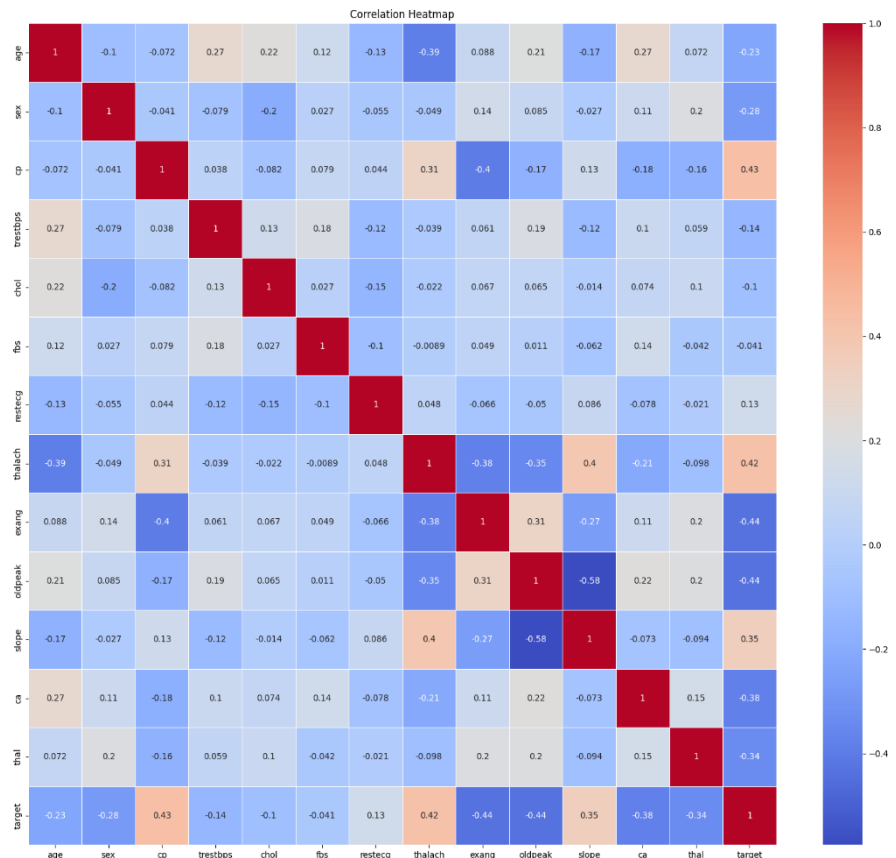 Correlation Heatmap
age 1 -0.1 -0.072 0.27 0.22 0.12 -0.13 -0.39 0.088 0.21 -0.17 0.27 0.072 -0.23
sex -0.1 1 -0.041 -0.079 -0.2 0.027 -0.055 -0.049 0.14 0.085 -0.027 0.11 0.2 -0.28
cp -0.072 -0.041 1 0.038 -0.082 0.079 0.044 0.31 -0.4 -0.17 0.13 -0.18 -0.16 0.43
trestbps 0.27 -0.079 0.038 1 0.13 0.18 -0.12 -0.039 0.061 0.19 -0.12 0.1 0.059 -0.14
chol 0.22 -0.2 -0.082 0.13 1 0.027 -0.15 -0.022 0.067 0.065 -0.014 0.074 0.1 -0.1
fbs 0.12 0.027 0.079 0.18 0.027 1 -0.1 -0.0089 0.049 0.011 -0.062 0.14 -0.042 -0.041
restecg -0.13 -0.055 0.044 -0.12 -0.15 -0.1 1 0.048 -0.066 -0.05 0.086 -0.078 -0.021 0.13
thalach -0.39 -0.049 0.31 -0.039 -0.022 -0.0089 0.048 1 -0.38 -0.35 0.4 -0.21 -0.098 0.42
exang 0.088 0.14 -0.4 0.061 0.067 0.049 -0.066 -0.38 1 0.31 -0.27 0.11 0.2 -0.44
oldpeak 0.21 0.085 -0.17 0.19 0.065 0.011 -0.05 -0.35 0.31 1 -0.58 0.22 0.2 -0.44
slope -0.17 -0.027 0.13 -0.12 -0.014 -0.062 0.086 0.4 -0.27 -0.58 1 -0.073 -0.094 0.35
ca 0.27 0.11 -0.18 0.1 0.074 0.14 -0.078 -0.21 0.11 0.22 -0.073 1 0.15 -0.38
thal 0.072 0.2 -0.16 0.059 0.1 -0.042 -0.021 -0.098 0.2 0.2 -0.094 0.15 1 -0.34
target -0.23 -0.28 0.43 -0.14 -0.1 -0.041 0.13 0.42 -0.44 -0.44 0.35 -0.38 -0.34 1
age sex cp trestbps chol fbs restecg thalach exang oldpeak slope ca thal target
1.0
0.8
0.6
0.4
0.2
0.0
-0.2
-0.4